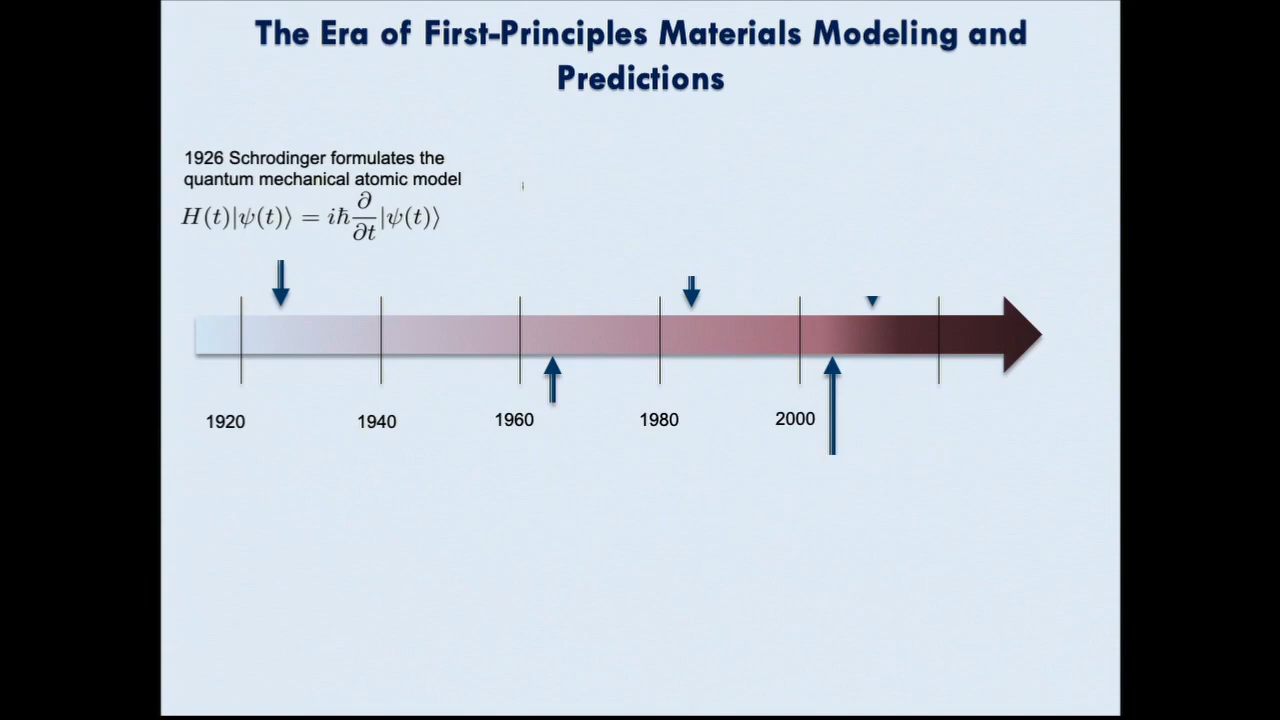 The Era of First-Principles Materials Modeling and
Predictions
1926 Schrodinger formulates the
quantum mechanical atomic model
H(t)|ψ(t)⟩ = iℏ ∂/∂t |ψ(t)⟩
1920 1940 1960 1980 2000